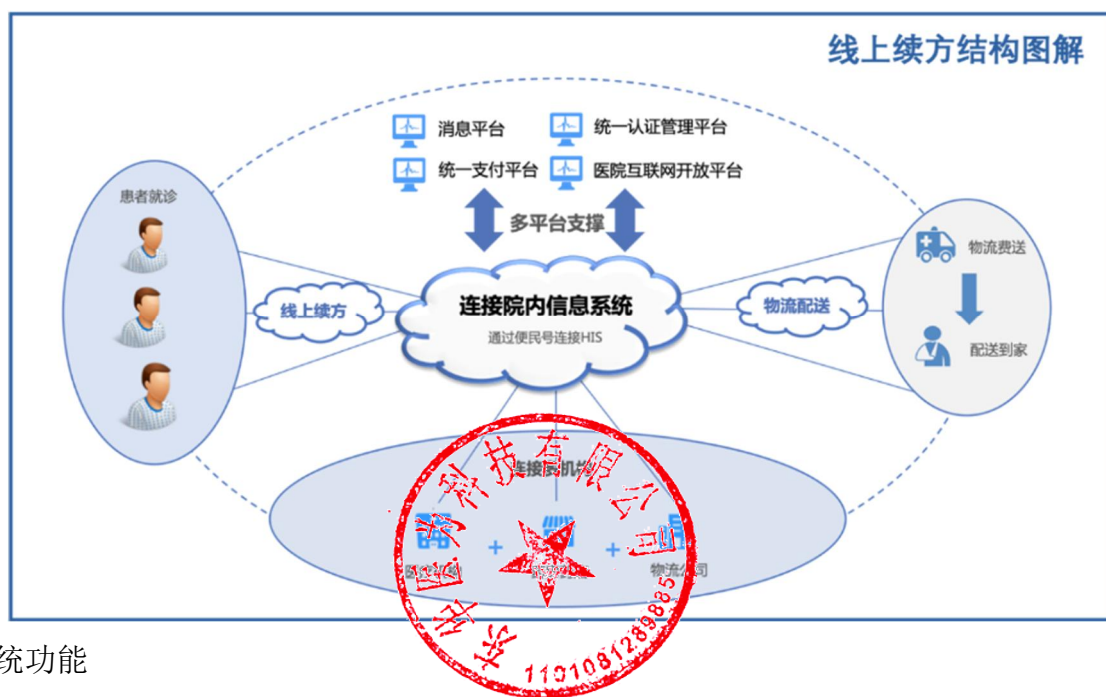 线上续方结构图解
消息平台
统一认证管理平台
统一支付平台
医院互联网开放平台
多平台支撑
患者就诊
线上续方
连接院内信息系统
通过便民号连接HIS
物流配送
物流费送
配送到家
连接
机构
+
+
物流公司
东华医为科技有限公司
1101081289885
统功能